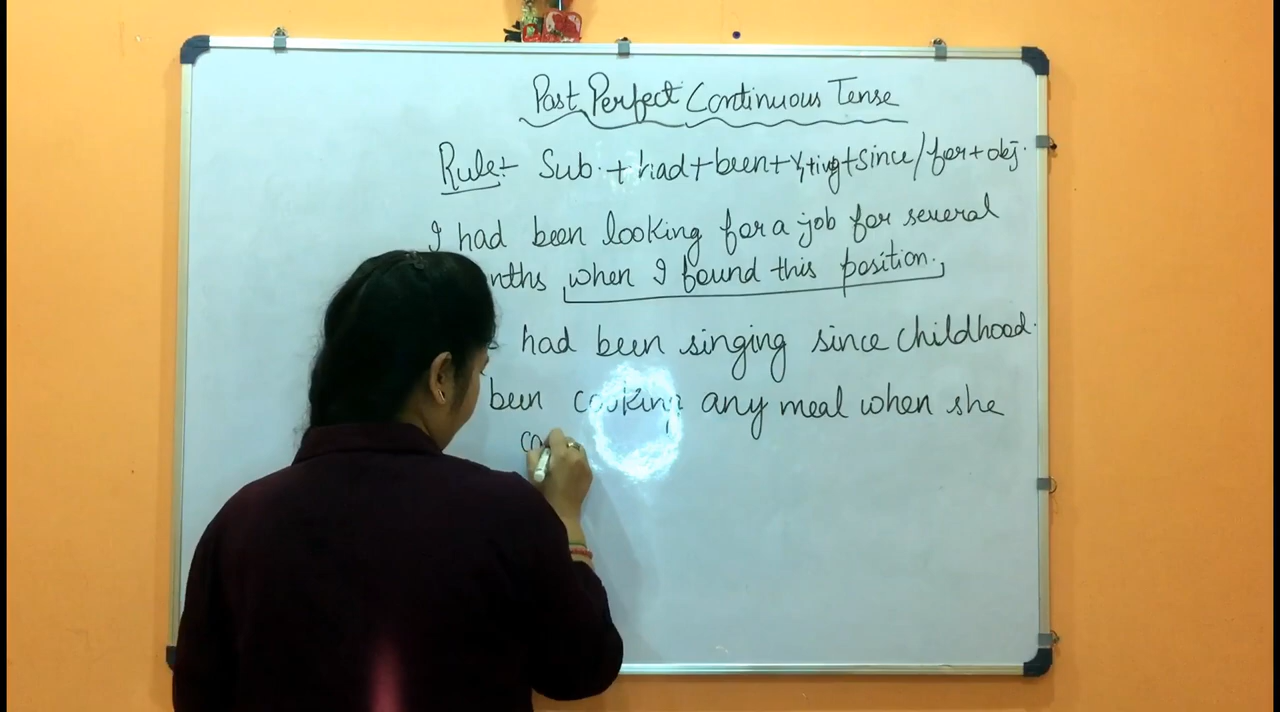 Past Perfect Continuous Tense
Rule:- Sub. + had + been + V₁+ing + since / for + obj.
I had been looking for a job for several
nths when I found this position.
had been singing since childhood.
been cooking any meal when she